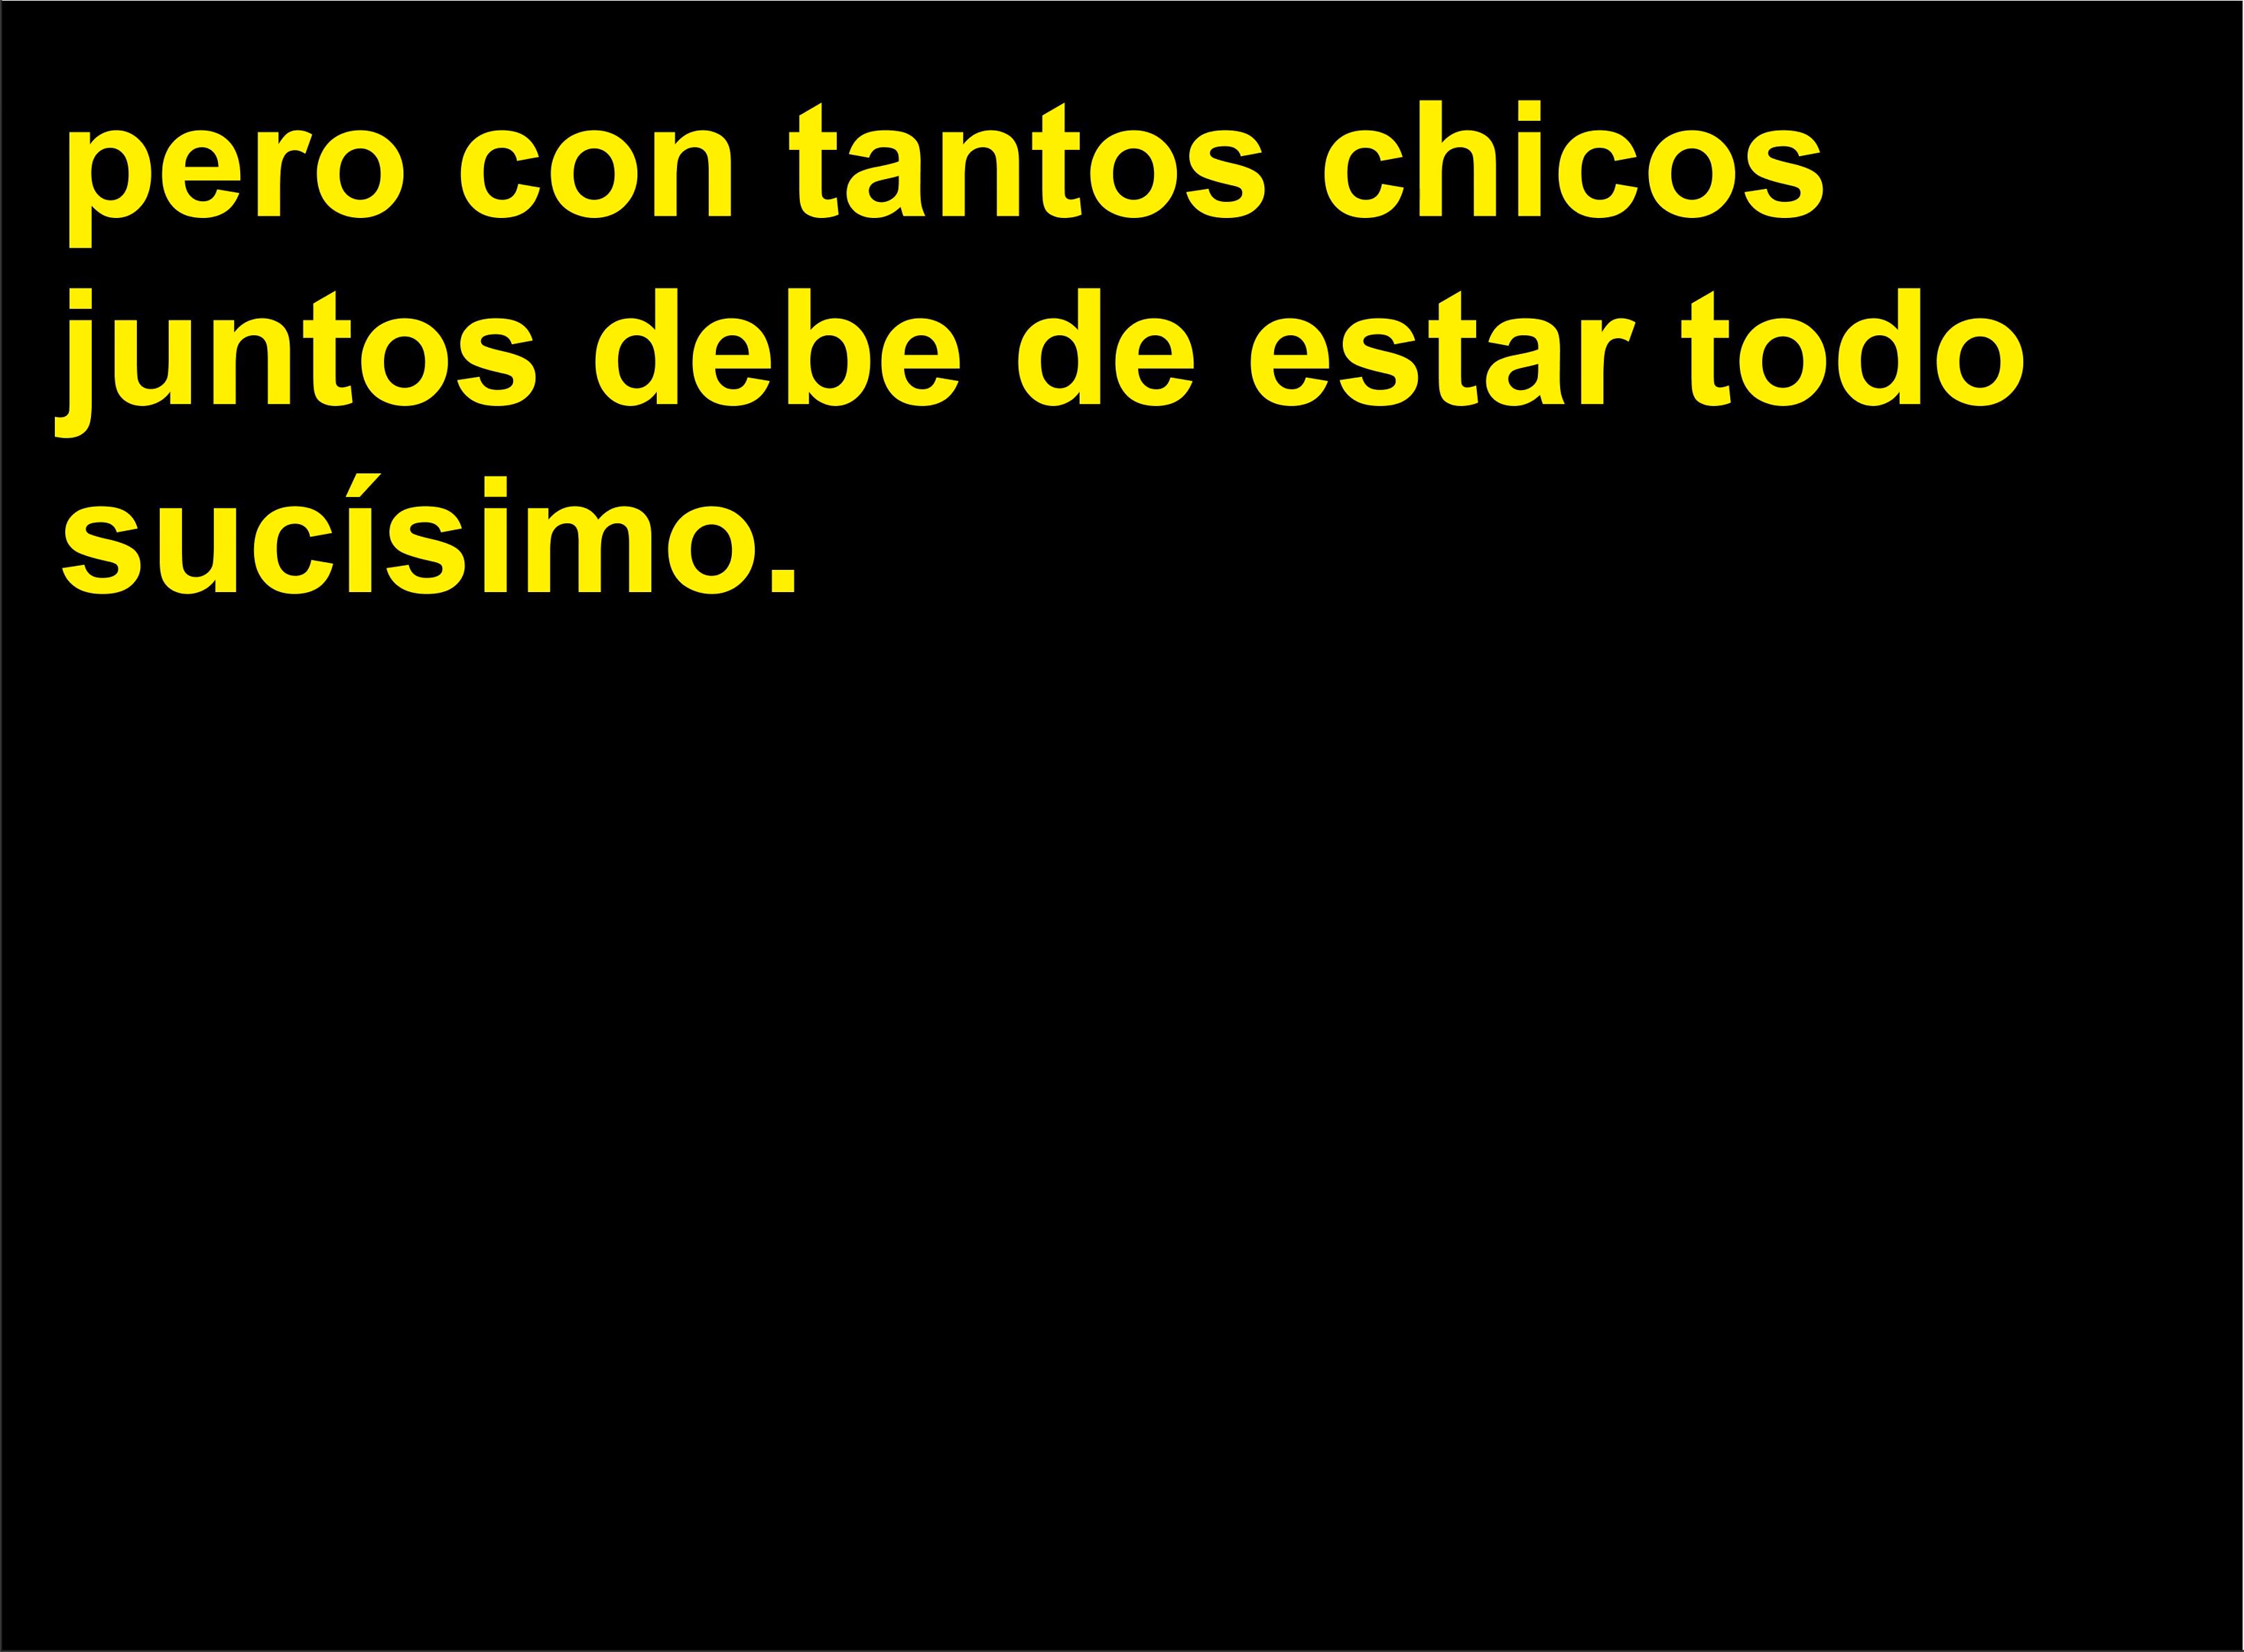 pero con tantos chicos
juntos debe de estar todo
sucísimo.